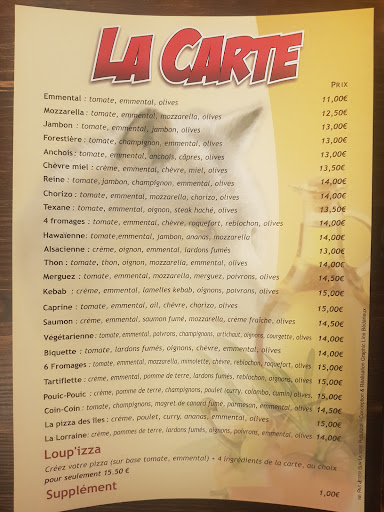 LA CARTE
PRIX
Emmental : tomate, emmental, olives 11,00€
Mozzarella : tomate, emmental, mozzarella, olives 12,50€
Jambon : tomate, emmental, jambon, olives 13,00€
Forestière : tomate, champignon, emmental, olives 13,00€
Anchois : tomate, emmental, anchois, câpres, olives 13,00€
Chèvre miel : crème, emmental, chèvre, miel, olives 13,50€
Reine : tomate, jambon, champignon, emmental, olives 14,00€
Chorizo : tomate, emmental, mozzarella, chorizo, olives 14,00€
Texane : tomate, emmental, oignon, steak haché, olives 13,50€
4 fromages : tomate, emmental, chèvre, roquefort, reblochon, olives 14,00€
Hawaïenne : tomate, emmental, jambon, ananas, mozzarella 14,00€
Alsacienne : crème, oignon, emmental, lardons fumés 13,00€
Thon : tomate, thon, oignon, mozzarella, emmental, olives 14,00€
Merguez : tomate, emmental, mozzarella, merguez, poivrons, olives 14,50€
Kebab : crème, emmental, lamelles kebab, oignons, poivrons, olives 15,00€
Caprine : tomate, emmental, ail, chèvre, chorizo, olives 15,00€
Saumon : crème, emmental, saumon fumé, mozzarella, crème fraîche, olives 14,50€
Végétarienne : tomate, emmental, poivrons, champignons, artichaut, oignons, courgette, olives 14,00€
Biquette : tomate, lardons fumés, oignons, chèvre, emmental, olives 14,00€
6 Fromages : tomate, emmental, mozzarella, mimolette, chèvre, reblochon, roquefort, olives 15,00€
Tartiflette : crème, emmental, pomme de terre, lardons fumés, reblochon, oignons, olives 15,00€
Pouic-Pouic : crème, pomme de terre, champignons, poulet (curry, colombo, cumin) olives 15,00€
Coin-Coin : tomate, champignons, magret de canard fumé, parmesan, emmental, olives 14,50€
La pizza des îles : crème, poulet, curry, ananas, emmental, olives 15,00€
La Lorraine : crème, pommes de terre, lardons fumés, oignons, poivrons, emmental, olives 14,00€
Loup'izza
Créez votre pizza (sur base tomate, emmental) + 4 ingrédients de la carte, au choix
pour seulement 15.50 €
Supplément 1,00€